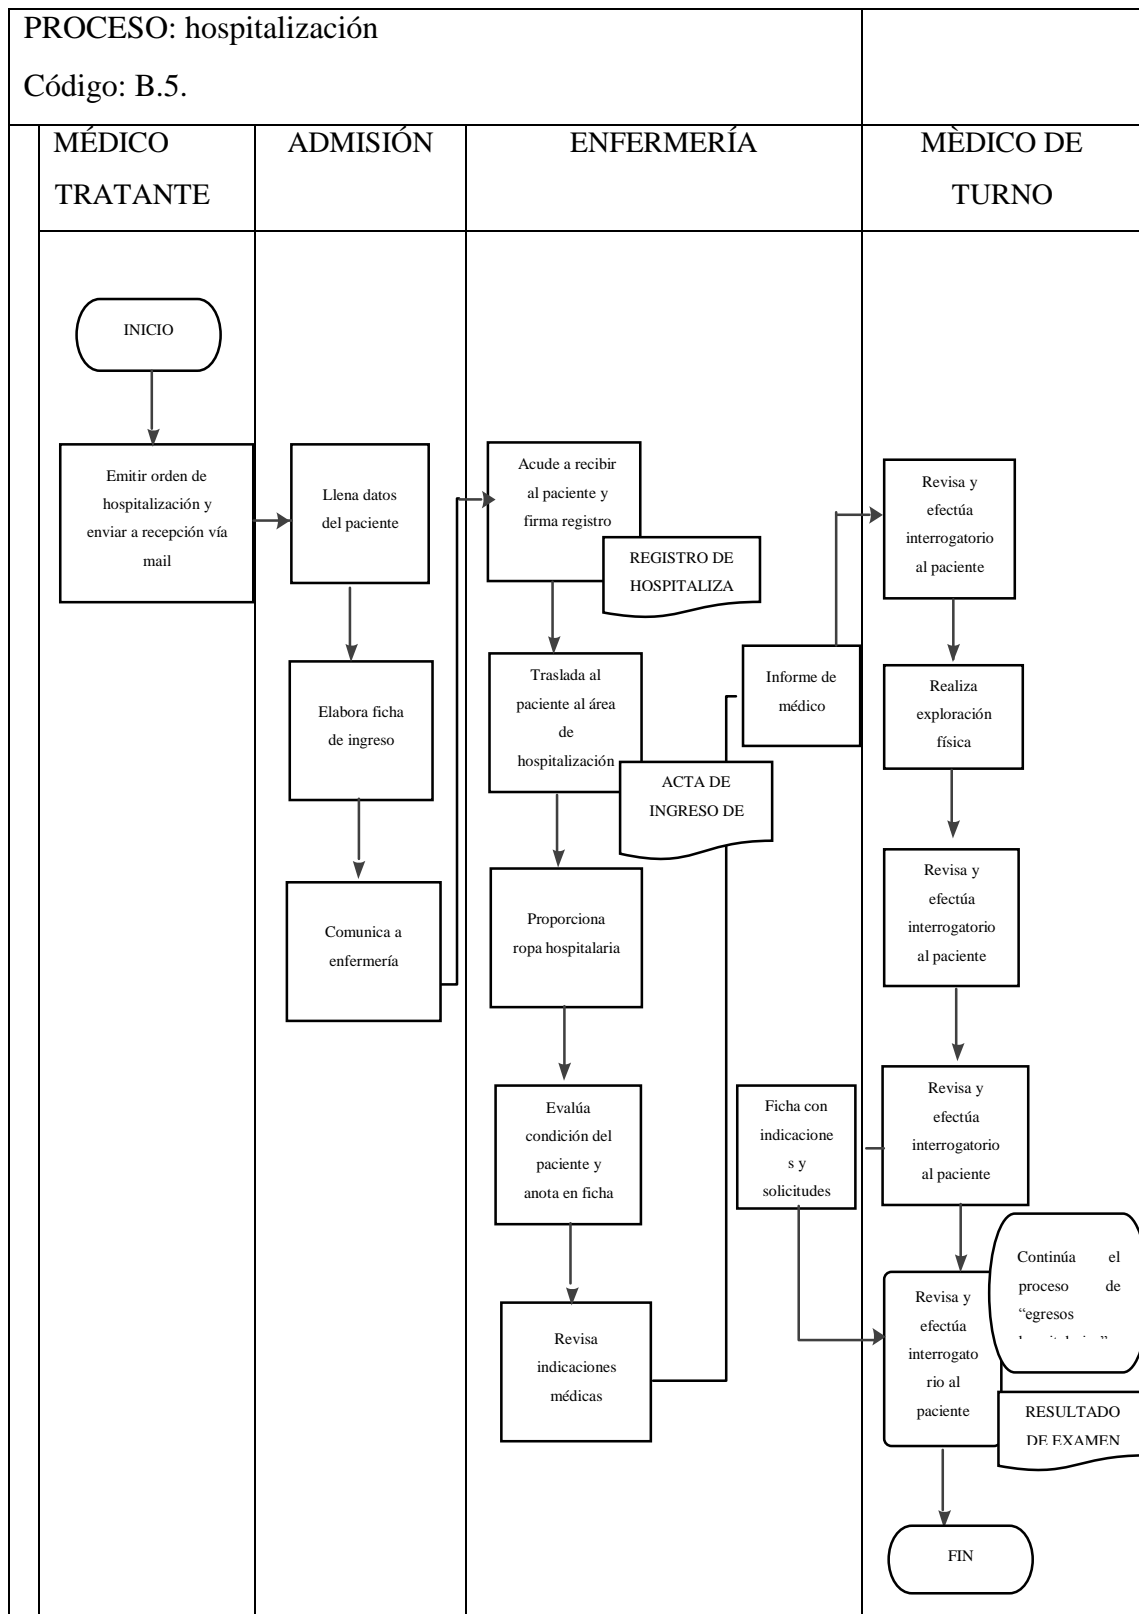 PROCESO: hospitalización
Código: B.5.
MÉDICO
TRATANTE
ADMISIÓN
ENFERMERÍA
MÈDICO DE
TURNO
INICIO
Emitir orden de
hospitalización y
enviar a recepción vía
mail
Llena datos
del paciente
Elabora ficha
de ingreso
Comunica a
enfermería
Acude a recibir
al paciente y
firma registro
REGISTRO DE
HOSPITALIZA
Traslada al
paciente al área
de
hospitalización
ACTA DE
INGRESO DE
Proporciona
ropa hospitalaria
Evalúa
condición del
paciente y
anota en ficha
Revisa
indicaciones
médicas
Informe de
médico
Ficha con
indicacione
s y
solicitudes
Revisa y
efectúa
interrogatorio
al paciente
Realiza
exploración
física
Revisa y
efectúa
interrogatorio
al paciente
Revisa y
efectúa
interrogatorio
al paciente
Revisa y
efectúa
interrogato
rio al
paciente
Continúa el
proceso de
“egresos
RESULTADO
DE EXAMEN
FIN